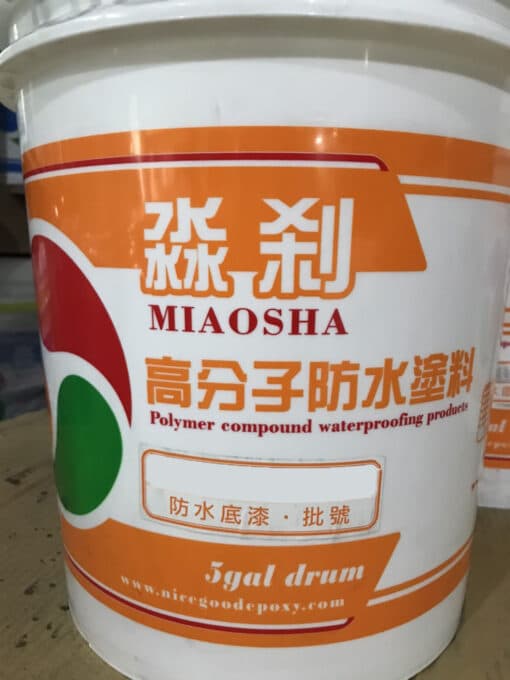 淼剎
MIAOSHA
高分子防水塗料
Polymer compound waterproofing products
防水底漆·批號
5gal drum
www.nicegoodepoxy.com